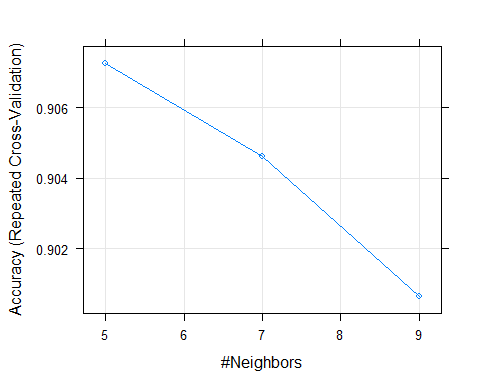 Accuracy (Repeated Cross-Validation)
0.906
0.904
0.902
5 6 7 8 9
#Neighbors